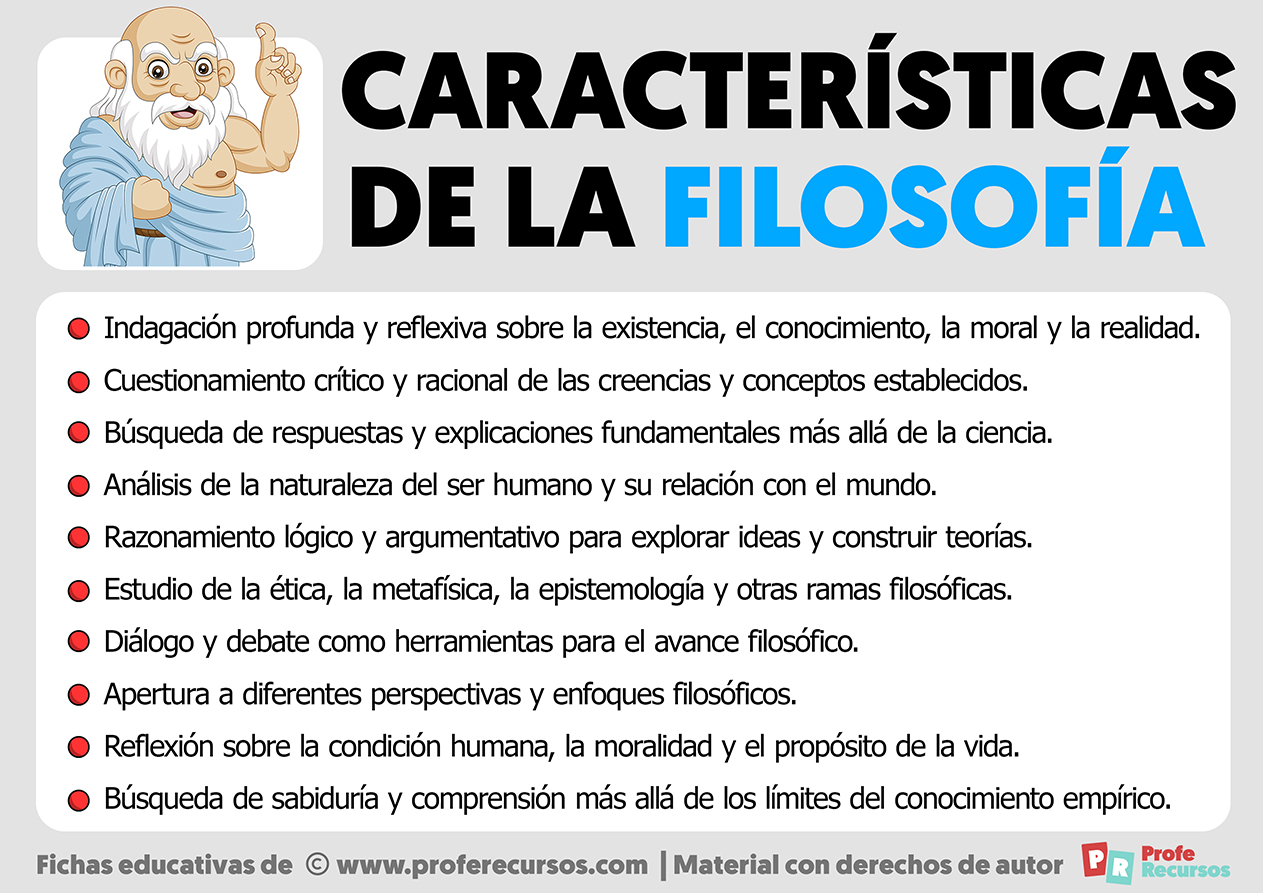 CARACTERÍSTICAS
DE LA FILOSOFÍA
Indagación profunda y reflexiva sobre la existencia, el conocimiento, la moral y la realidad.
Cuestionamiento crítico y racional de las creencias y conceptos establecidos.
Búsqueda de respuestas y explicaciones fundamentales más allá de la ciencia.
Análisis de la naturaleza del ser humano y su relación con el mundo.
Razonamiento lógico y argumentativo para explorar ideas y construir teorías.
Estudio de la ética, la metafísica, la epistemología y otras ramas filosóficas.
Diálogo y debate como herramientas para el avance filosófico.
Apertura a diferentes perspectivas y enfoques filosóficos.
Reflexión sobre la condición humana, la moralidad y el propósito de la vida.
Búsqueda de sabiduría y comprensión más allá de los límites del conocimiento empírico.
Fichas educativas de © www.proferecursos.com | Material con derechos de autor
PR Profe
Recursos